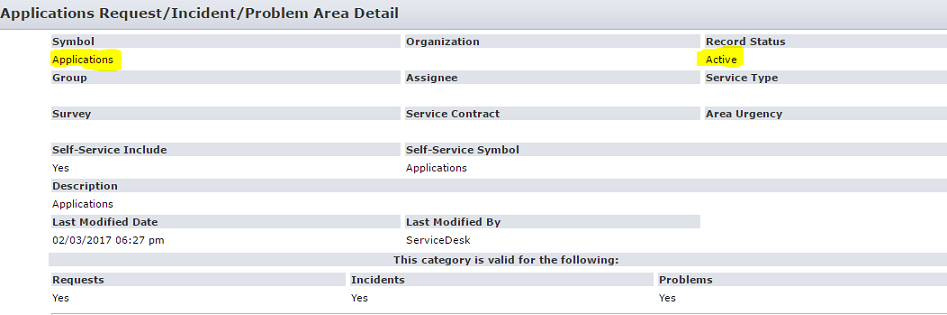 Applications Request/Incident/Problem Area Detail
Symbol Organization Record Status
Applications Active
Group Assignee Service Type
Survey Service Contract Area Urgency
Self-Service Include Self-Service Symbol
Yes Applications
Description
Applications
Last Modified Date Last Modified By
02/03/2017 06:27 pm ServiceDesk
This category is valid for the following:
Requests Incidents Problems
Yes Yes Yes